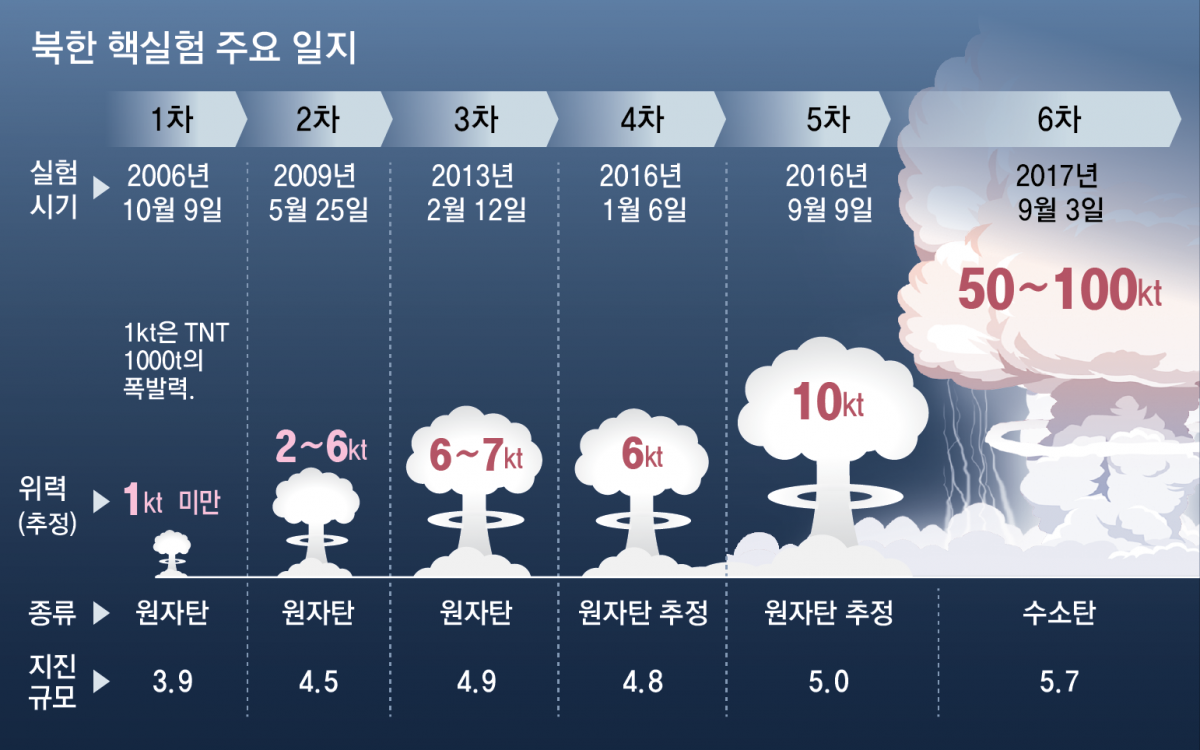 북한 핵실험 주요 일지
1차 2차 3차 4차 5차 6차
실험
시기
2006년
10월 9일
2009년
5월 25일
2013년
2월 12일
2016년
1월 6일
2016년
9월 9일
2017년
9월 3일
1kt은 TNT
1000t의
폭발력.
위력
(추정)
1kt 미만
2~6kt
6~7kt
6kt
10kt
50~100kt
종류 원자탄 원자탄 원자탄 원자탄 추정 원자탄 추정 수소탄
지진
규모
3.9 4.5 4.9 4.8 5.0 5.7